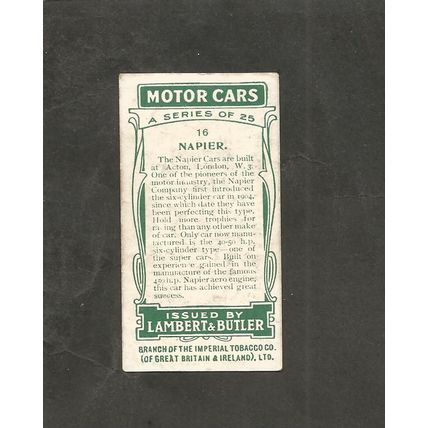 MOTOR CARS
A SERIES OF 25
16
NAPIER.
The Napier Cars are built
at Acton, London, W. 3.
One of the pioneers of the
motor industry, the Napier
Company first introduced
the six-cylinder car in 1904,
since which date they have
been perfecting this type.
Hold more trophies for
racing than any other make
of car. Only car now manu-
factured is the 40-50 h.p.
six-cylinder type—one of
the super cars. Built on
experience gained in the
manufacture of the famous
450 h.p. Napier aero engine,
this car has achieved great
success.
ISSUED BY
LAMBERT & BUTLER
BRANCH OF THE IMPERIAL TOBACCO CO.
(OF GREAT BRITAIN & IRELAND), LTD.